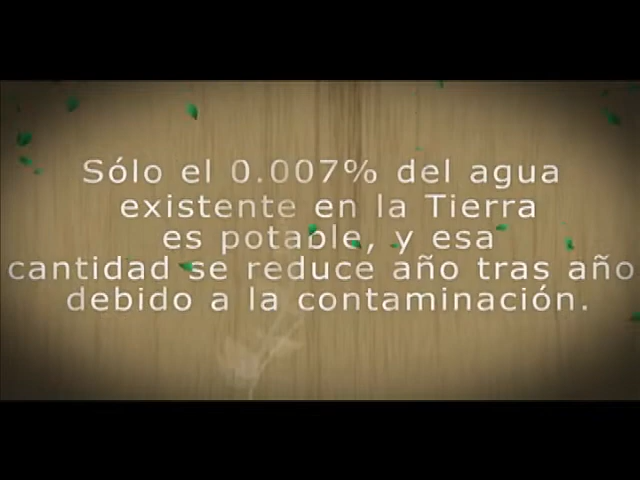 Sólo el 0.007% del agua
existente en la Tierra
es potable, y esa
cantidad se reduce año tras año
debido a la contaminación.